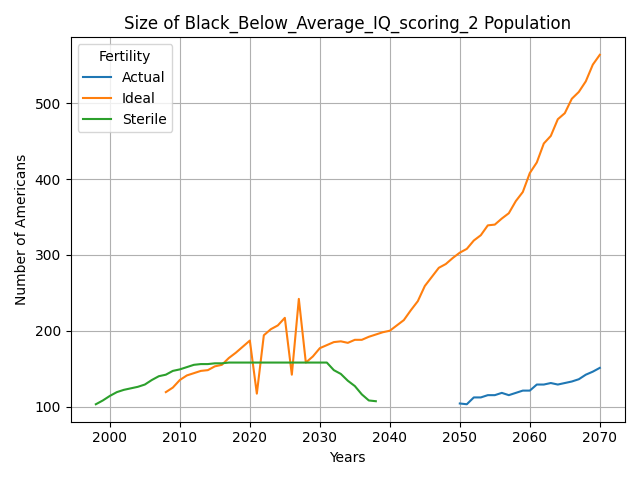 Size of Black_Below_Average_IQ_scoring_2 Population
Fertility
Actual
Ideal
Sterile
Number of Americans
500
400
300
200
100
2000 2010 2020 2030 2040 2050 2060 2070
Years